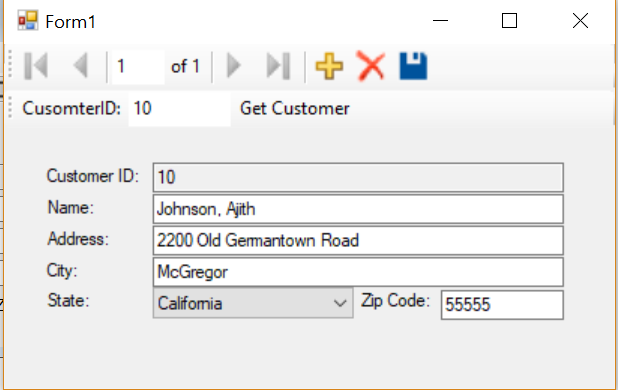 Form1
1 of 1
CusomterID: 10 Get Customer
Customer ID: 10
Name: Johnson, Ajith
Address: 2200 Old Germantown Road
City: McGregor
State: California Zip Code: 55555